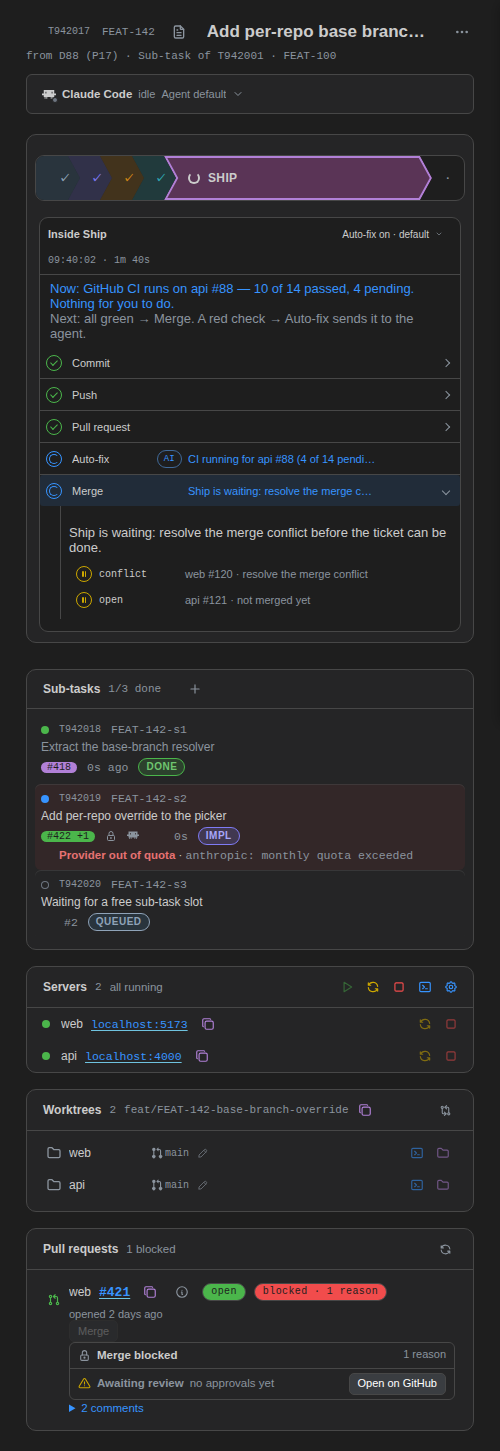 T942017 FEAT-142 Add per-repo base branc…
from D88 (P17) · Sub-task of T942001 · FEAT-100
Claude Code idle Agent default
SHIP
Inside Ship Auto-fix on · default
09:40:02 · 1m 40s
Now: GitHub CI runs on api #88 — 10 of 14 passed, 4 pending.
Nothing for you to do.
Next: all green → Merge. A red check → Auto-fix sends it to the
agent.
Commit
Push
Pull request
Auto-fix AI CI running for api #88 (4 of 14 pendi…
Merge Ship is waiting: resolve the merge c…
Ship is waiting: resolve the merge conflict before the ticket can be
done.
conflict web #120 · resolve the merge conflict
open api #121 · not merged yet
Sub-tasks 1/3 done
T942018 FEAT-142-s1
Extract the base-branch resolver
#418 0s ago DONE
T942019 FEAT-142-s2
Add per-repo override to the picker
#422 +1 0s IMPL
Provider out of quota · anthropic: monthly quota exceeded
T942020 FEAT-142-s3
Waiting for a free sub-task slot
#2 QUEUED
Servers 2 all running
web localhost:5173
api localhost:4000
Worktrees 2 feat/FEAT-142-base-branch-override
web main
api main
Pull requests 1 blocked
web #421 open blocked · 1 reason
opened 2 days ago
Merge
Merge blocked 1 reason
Awaiting review no approvals yet Open on GitHub
2 comments